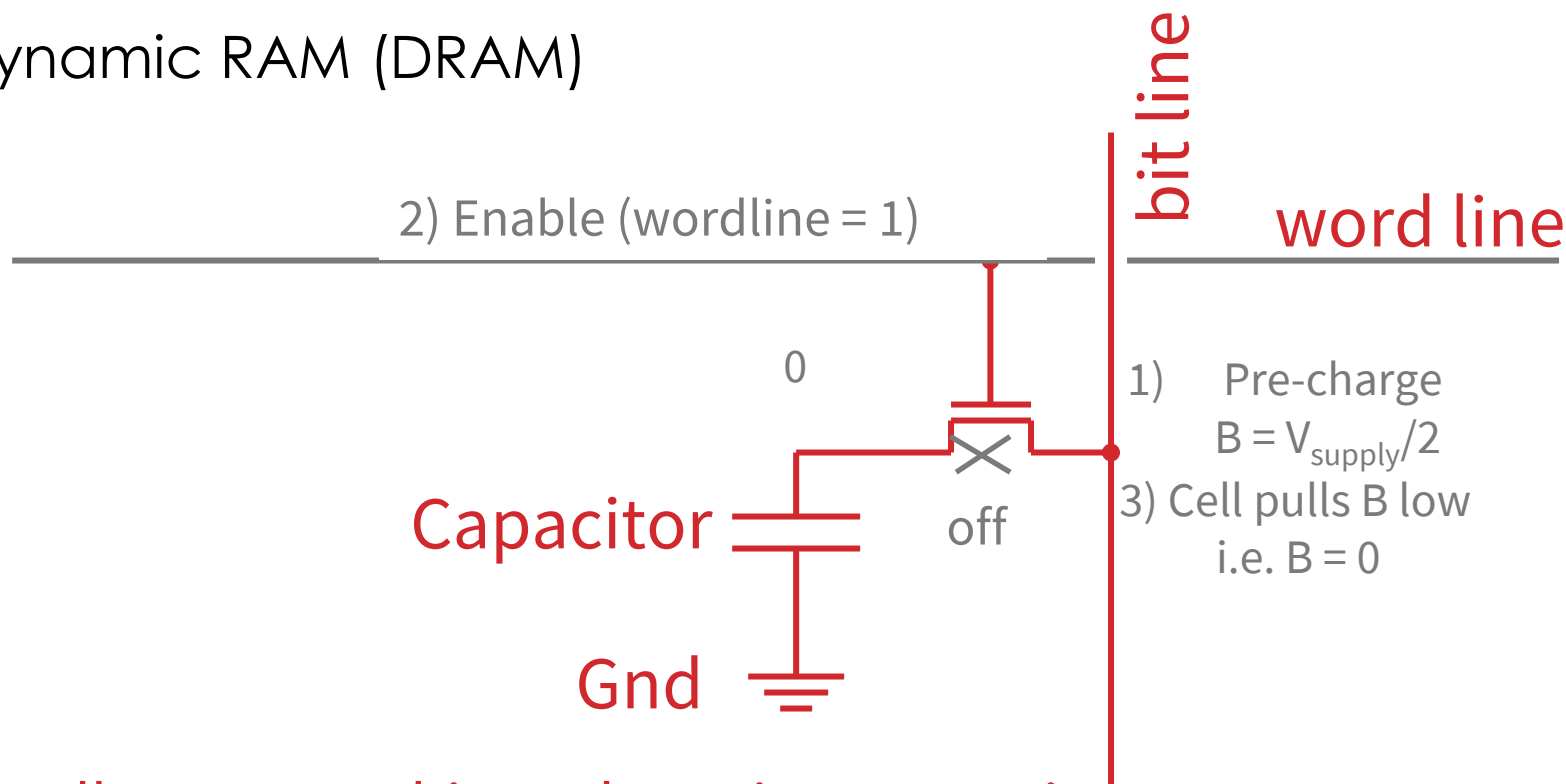 ynamic RAM (DRAM)
bit line
2) Enable (wordline = 1)
word line
0
1) Pre-charge
B = Vsupply/2
Capacitor
off
3) Cell pulls B low
i.e. B = 0
Gnd